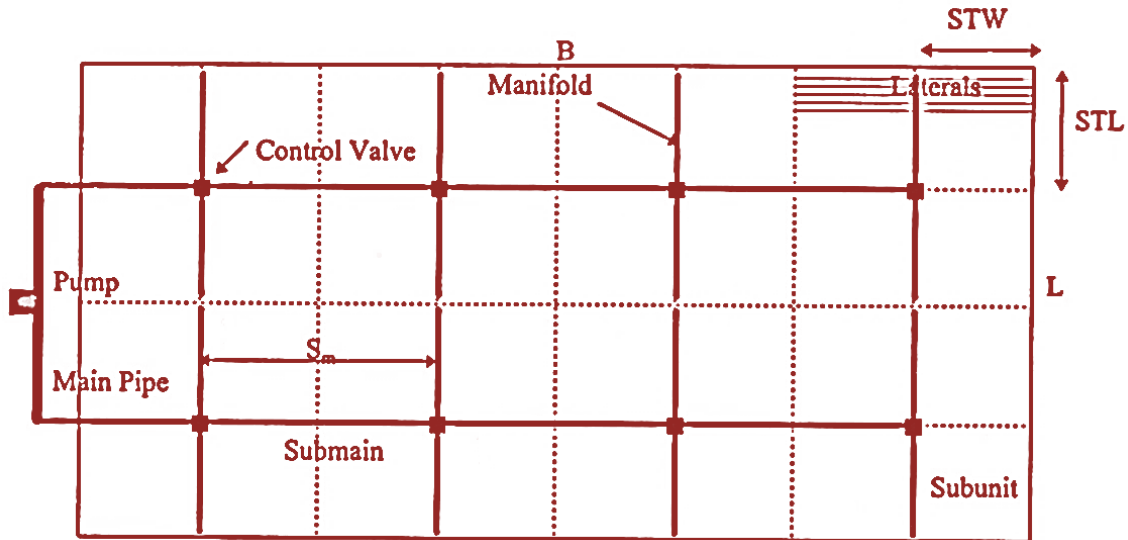 STW
B
Manifold
Laterals
STL
Control Valve
Pump
L
Sm
Main Pipe
Submain
Subunit